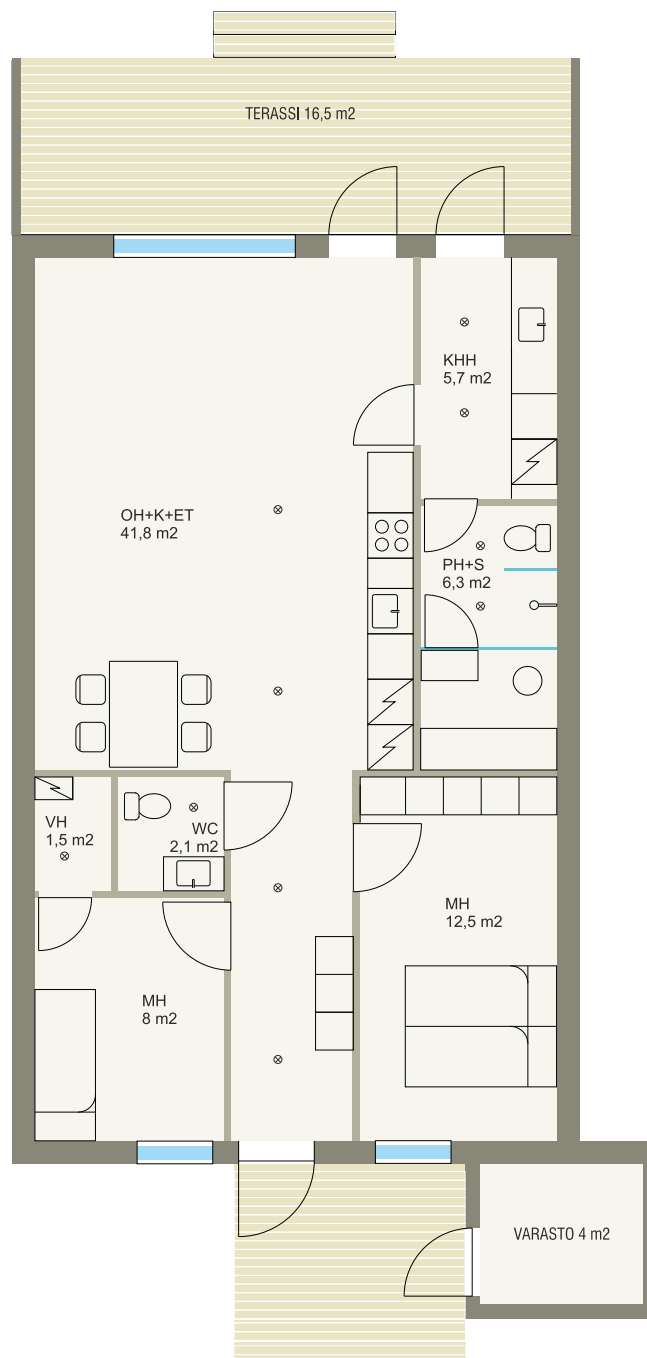 TERASSI 16,5 m2
KHH
5,7 m2
OH+K+ET
41,8 m2
PH+S
6,3 m2
VH
1,5 m2
WC
2,1 m2
MH
12,5 m2
MH
8 m2
VARASTO 4 m2